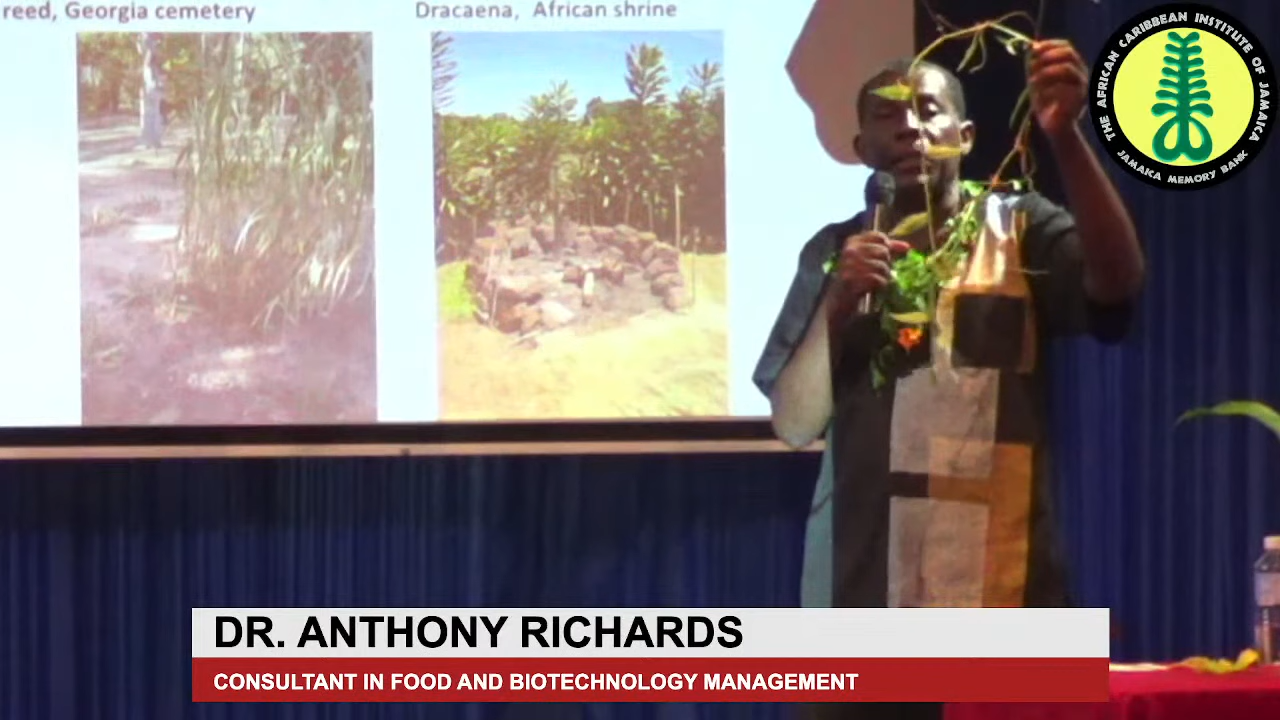 reed, Georgia cemetery
Dracaena, African shrine
THE AFRICAN CARIBBEAN INSTITUTE OF JAMAICA
JAMAICA MEMORY BANK
DR. ANTHONY RICHARDS
CONSULTANT IN FOOD AND BIOTECHNOLOGY MANAGEMENT